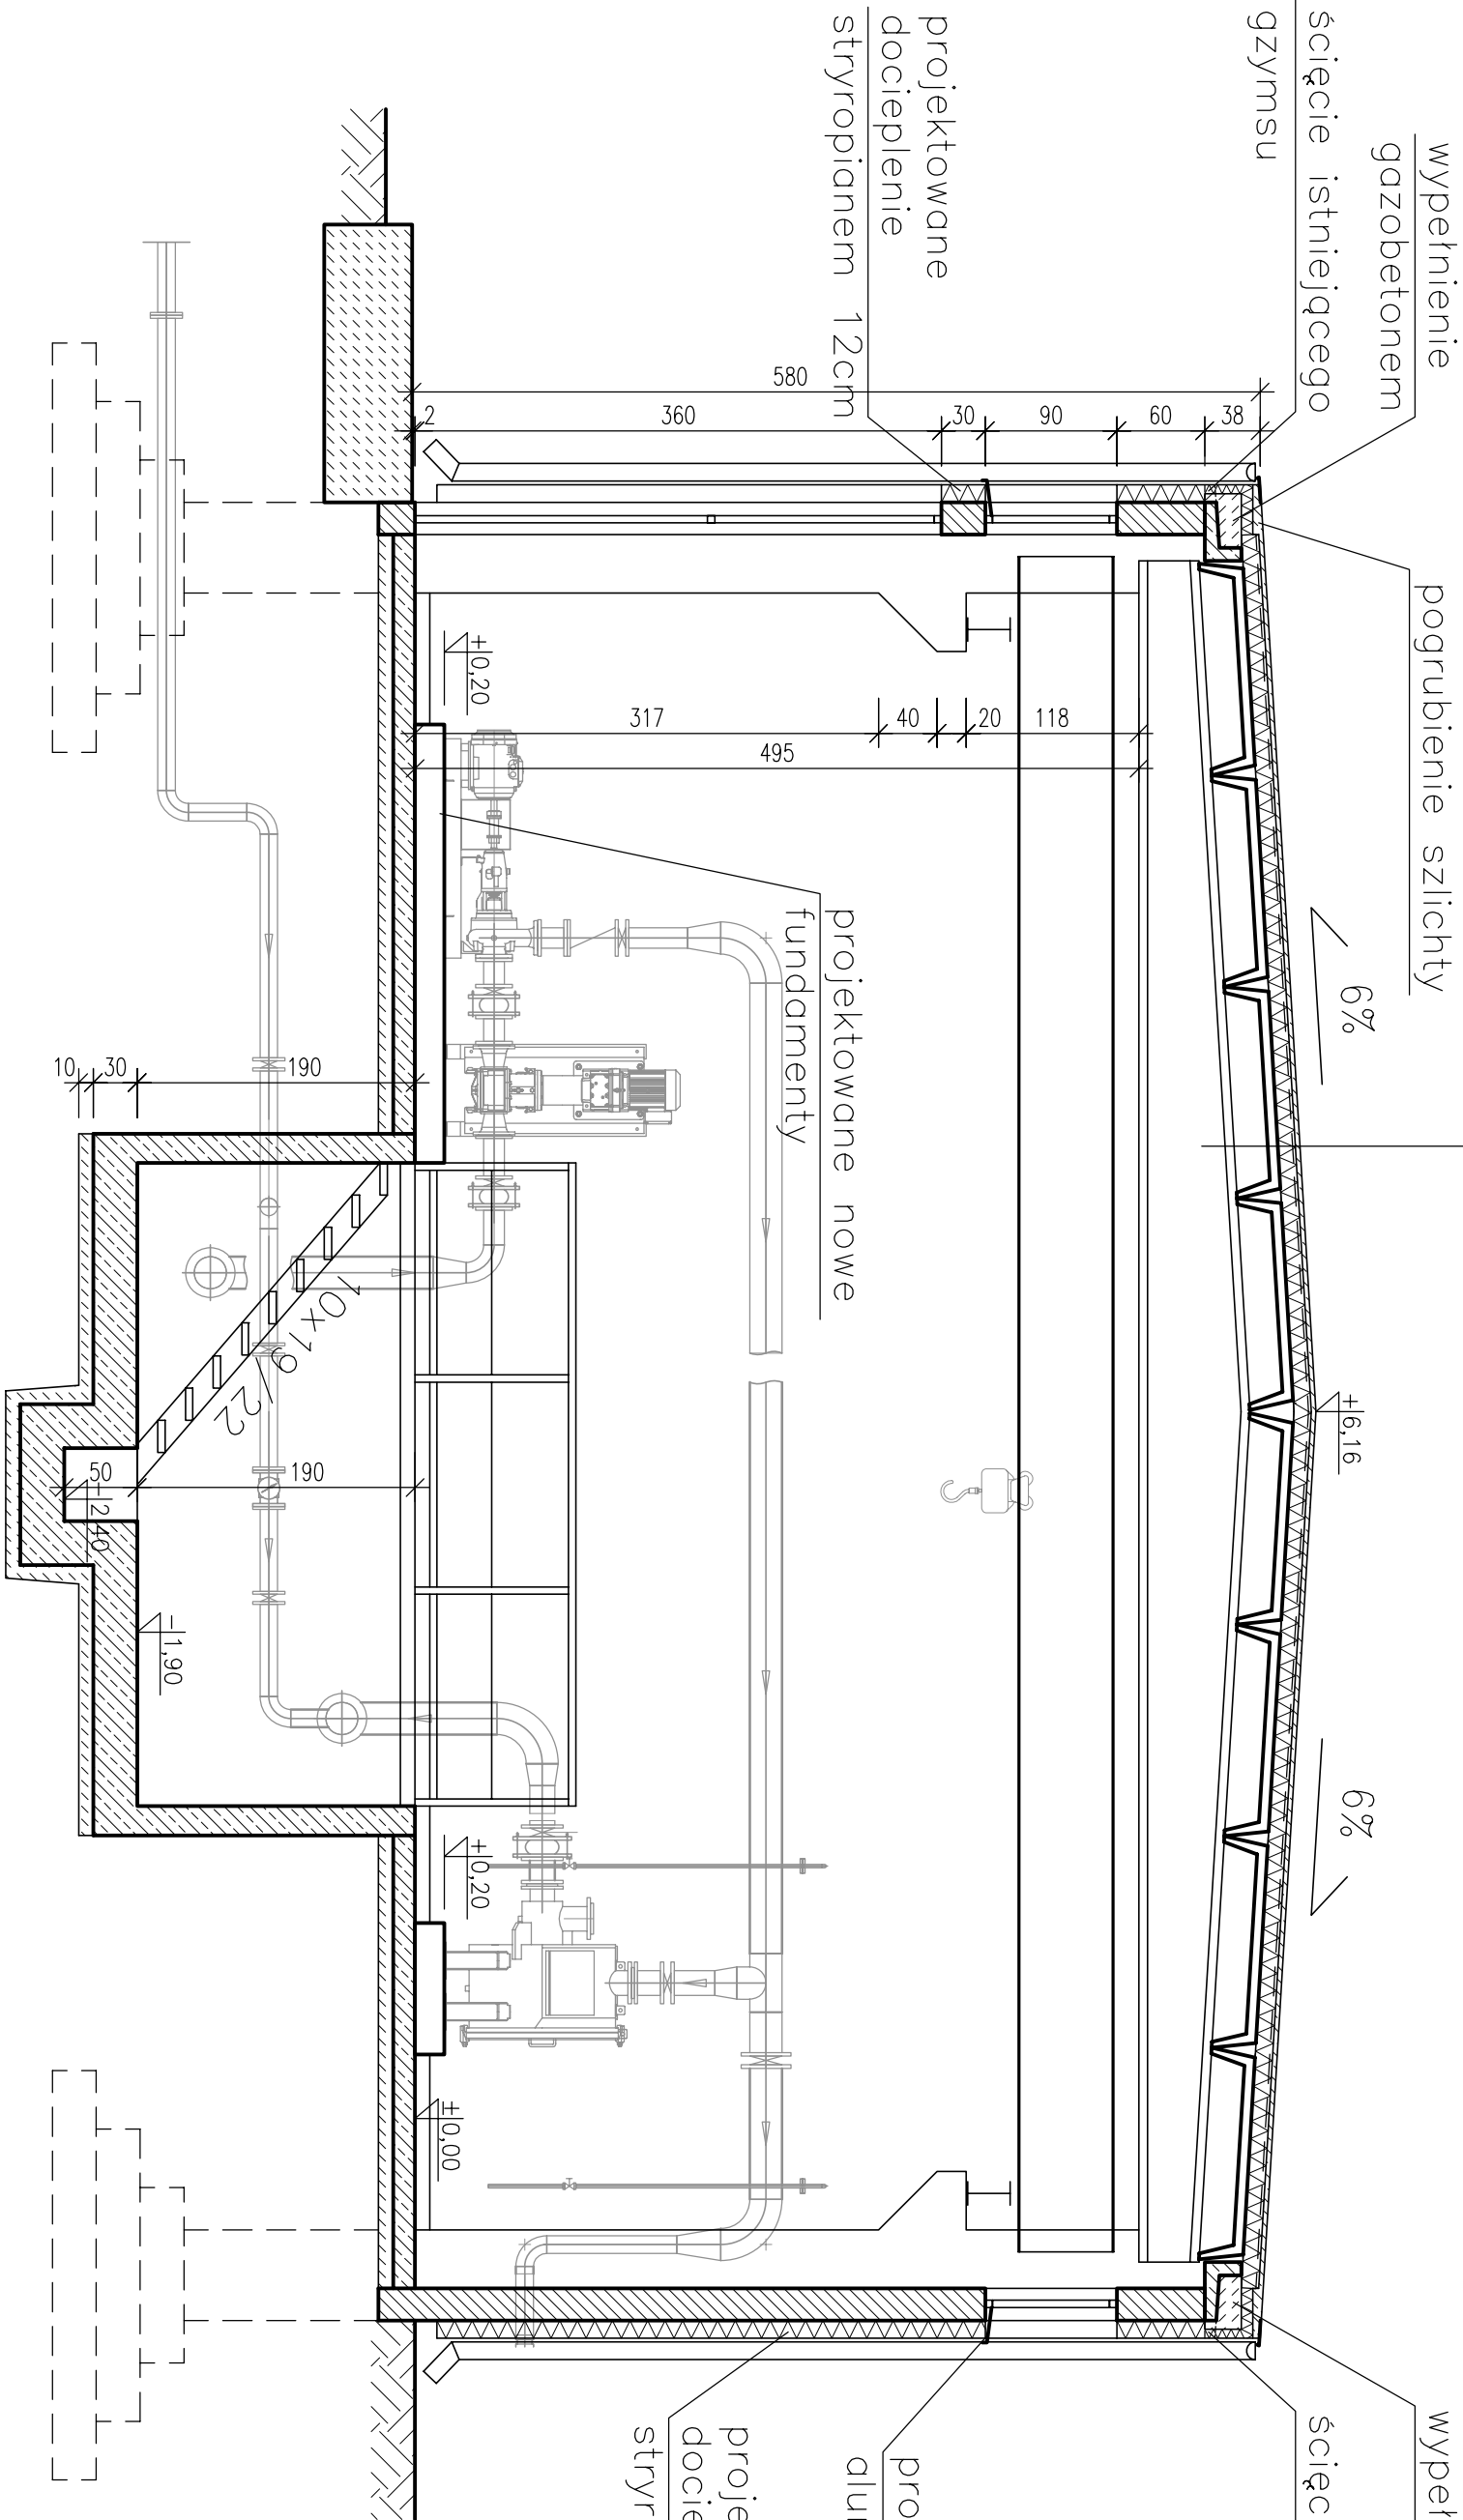 wypełnienie
gazobetonem
ścięcie istniejącego
gzymsu
projektowane
docieplenie
styropianem 12cm
pogrubienie szlichty
6%
6%
+6,16
580
2
360
30
90
60
38
+0,20
317
40
20
118
495
projektowane nowe
fundamenty
10
30
190
10x19
22
50
190
-2,40
-1,90
+0,20
±0,00
wypeł
ścięc
pro
alu
proje
docie
styr